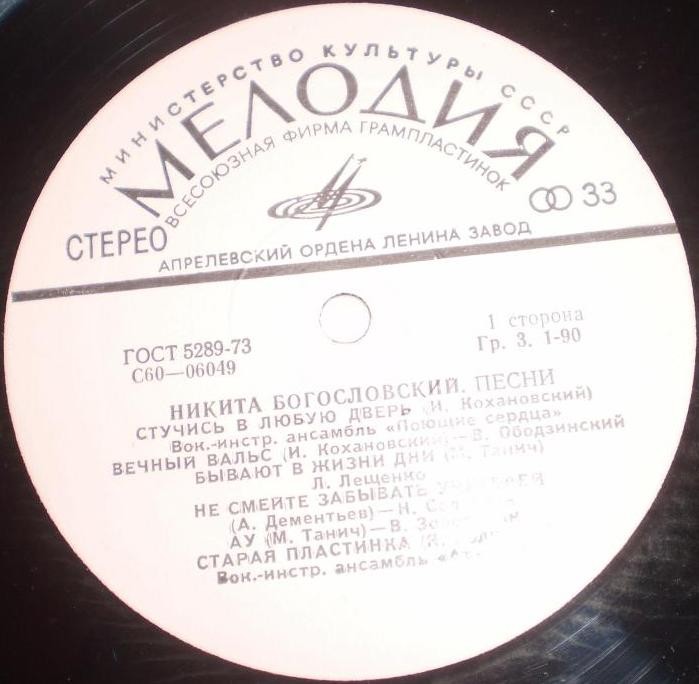 МИНИСТЕРСТВО КУЛЬТУРЫ СССР
МЕЛОДИЯ
ВСЕСОЮЗНАЯ ФИРМА ГРАМПЛАСТИНОК
СТЕРЕО
33
АПРЕЛЕВСКИЙ ОРДЕНА ЛЕНИНА ЗАВОД
ГОСТ 5289-73
С60—06049
1 сторона
Гр. 3. 1-90
НИКИТА БОГОСЛОВСКИЙ. ПЕСНИ
СТУЧИСЬ В ЛЮБУЮ ДВЕРЬ (И. Кохановский)
Вок.-инстр. ансамбль «Поющие сердца»
ВЕЧНЫЙ ВАЛЬС (И. Кохановский)— В. Ободзинский
БЫВАЮТ В ЖИЗНИ ДНИ (М. Танич)
Л. Лещенко
НЕ СМЕЙТЕ ЗАБЫВАТЬ
(А. Дементьев)— Н.
АУ (М. Танич)— В.
СТАРАЯ ПЛАСТИНКА
Вок.-инстр. ансамбль